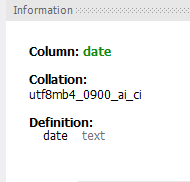 Information
Column: date
Collation:
utf8mb4_0900_ai_ci
Definition:
date text